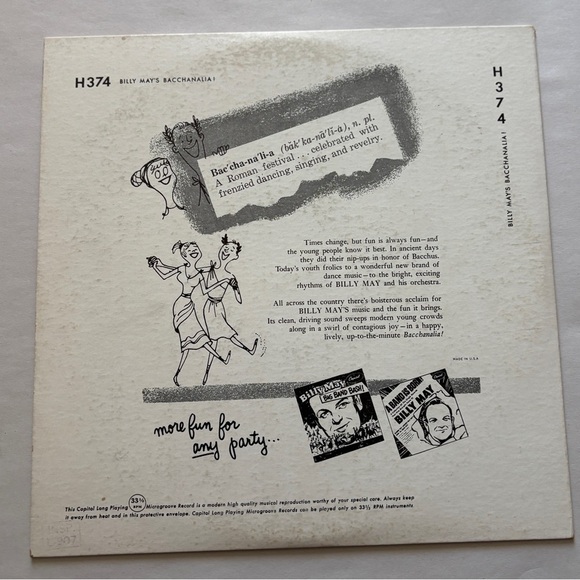 H374 BILLY MAY'S BACCHANALIA!
H
3
7
4
BILLY MAY'S BACCHANALIA!
Bac′cha·na′li·a (băk′ka-nā′lĭ-à), n. pl.
A Roman festival . . . celebrated with
frenzied dancing, singing, and revelry.
Times change, but fun is always fun—and
the young people know it best. In ancient days
they did their nip-ups in honor of Bacchus.
Today's youth frolics to a wonderful new brand of
dance music—to the bright, exciting
rhythms of BILLY MAY and his orchestra.
All across the country there's boisterous acclaim for
BILLY MAY'S music and the fun it brings.
Its clean, driving sound sweeps modern young crowds
along in a swirl of contagious joy—in a happy,
lively, up-to-the-minute Bacchanalia!
MADE IN U.S.A.
more fun for
any party...
Billy May
BIG BAND BASH!
A BAND IS BORN
BILLY MAY
This Capitol Long Playing 33⅓ RPM Microgroove Record is a modern high quality musical reproduction worthy of your special care. Always keep
it away from heat and in this protective envelope. Capitol Long Playing Microgroove Records can be played only on 33⅓ RPM instruments